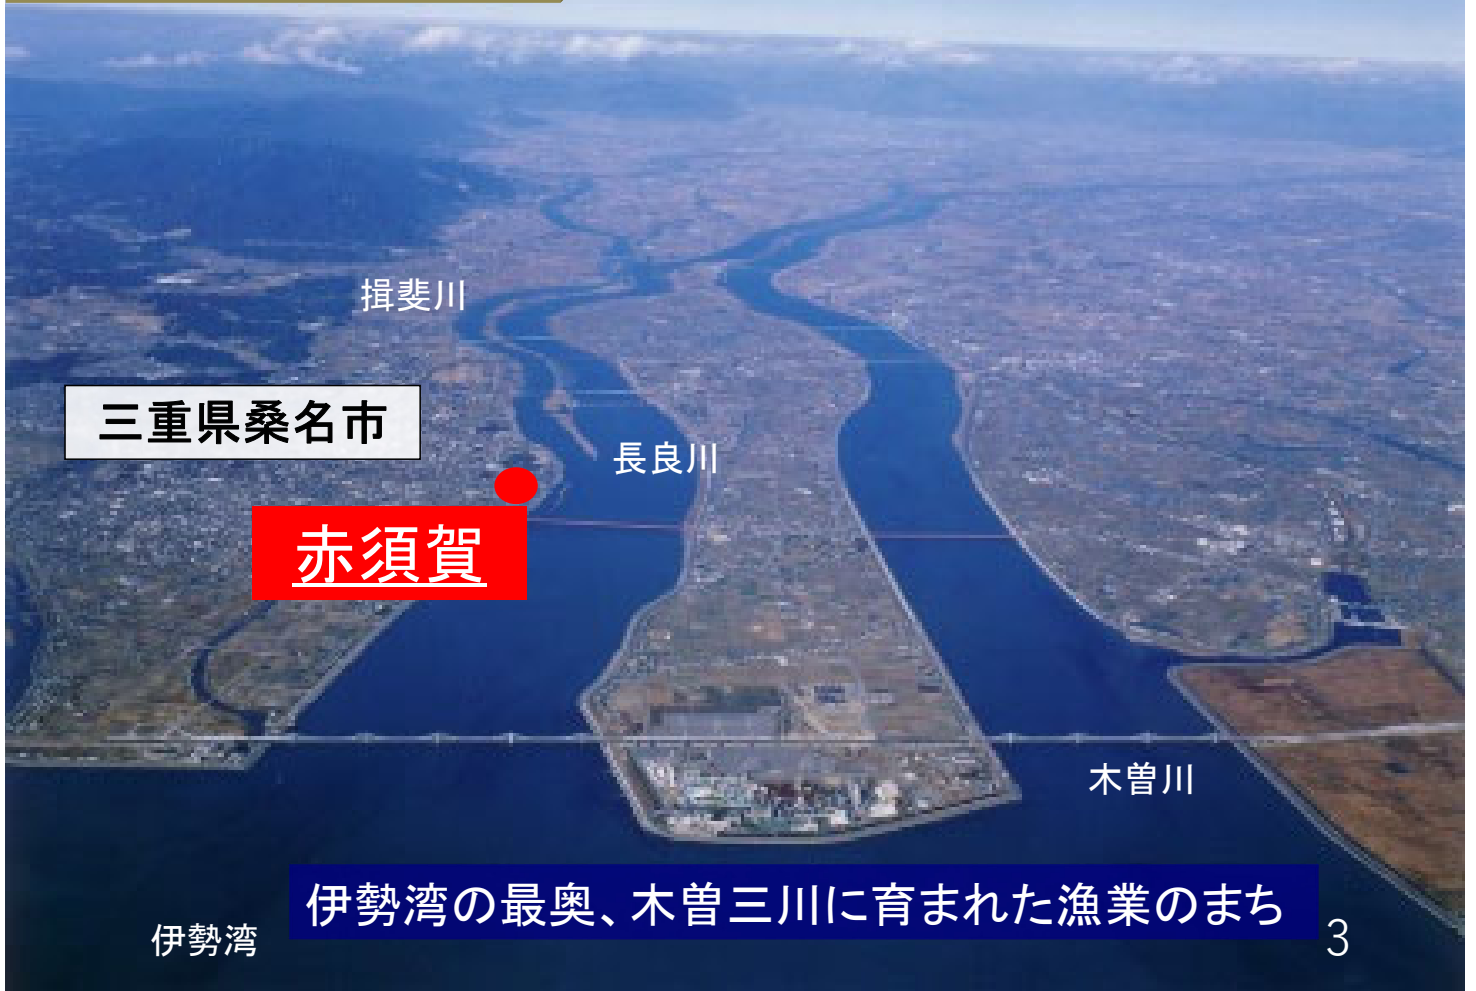 揖斐川
三重県桑名市
長良川
赤須賀
木曽川
伊勢湾の最奥、木曽三川に育まれた漁業のまち
伊勢湾
3